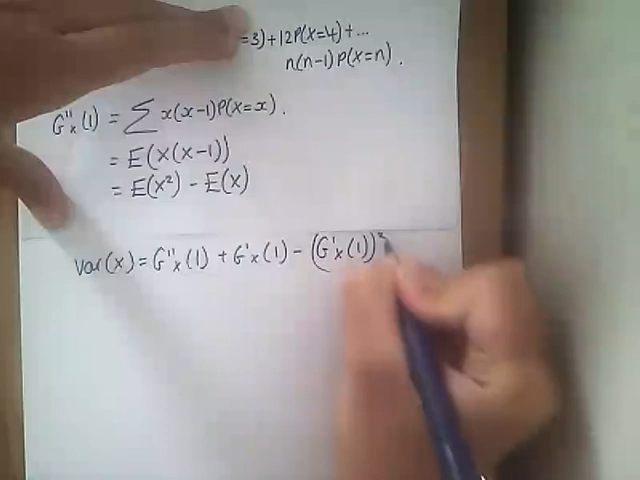 =3)+12P(X=4)+...
n(n-1)P(X=n).
G''x(1) = ∑ x(x-1)P(X=x).
= E(X(X-1))
= E(X²) - E(X)
Var(X) = G''x(1) + G'x(1) - (G'x(1))²